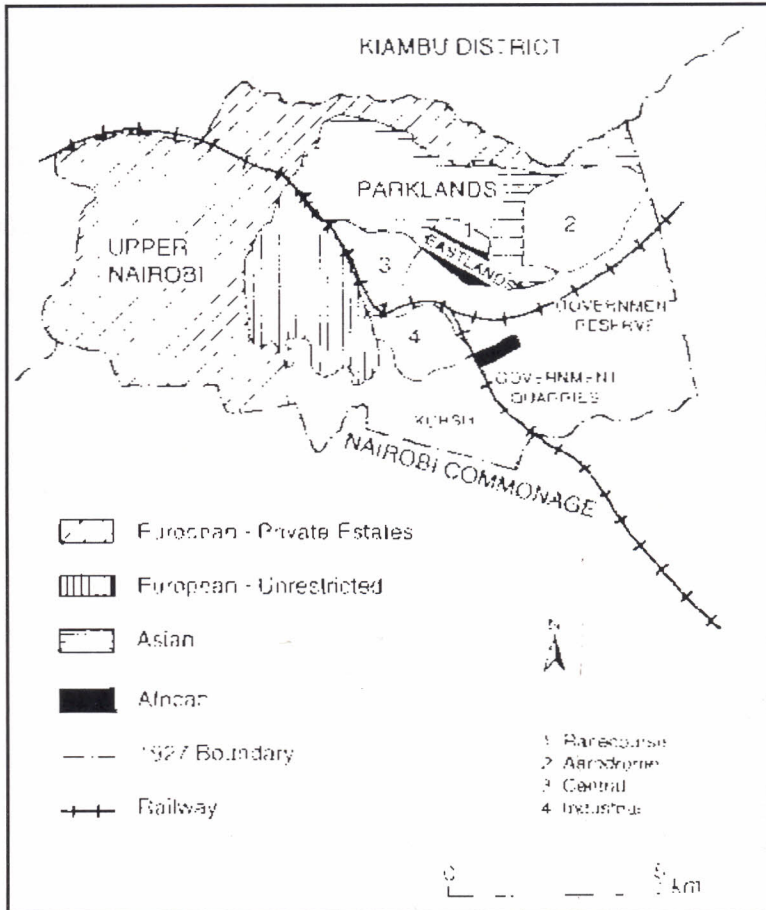 KIAMBU DISTRICT
PARKLANDS
UPPER
NAIROBI
1
2
3
EASTLANDS
4
GOVERNMENT
RESERVE
GOVERNMENT
QUARRIES
NAIROBI COMMONAGE
European - Private Estates
European - Unrestricted
Asian
African
1927 Boundary
Railway
N
1 Racecourse
2 Aerodrome
3 Central
4 Industrial
0 5
km